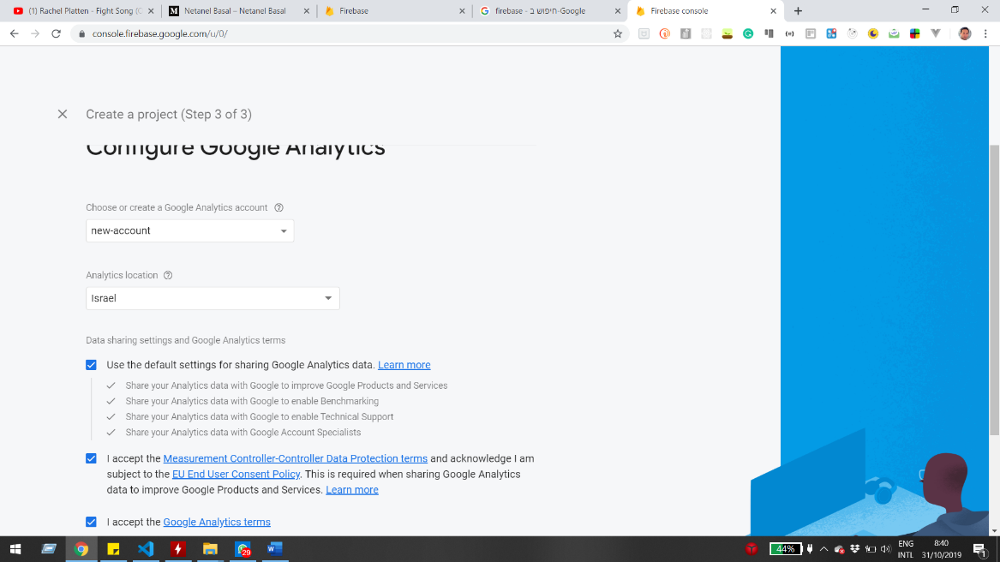 (1) Rachel Platten - Fight Song (O
Netanel Basal – Netanel Basal
Firebase
firebase - חיפוש ב-Google
Firebase console
console.firebase.google.com/u/0/
Create a project (Step 3 of 3)
Configure Google Analytics
Choose or create a Google Analytics account
new-account
Analytics location
Israel
Data sharing settings and Google Analytics terms
Use the default settings for sharing Google Analytics data. Learn more
Share your Analytics data with Google to improve Google Products and Services
Share your Analytics data with Google to enable Benchmarking
Share your Analytics data with Google to enable Technical Support
Share your Analytics data with Google Account Specialists
I accept the Measurement Controller-Controller Data Protection terms and acknowledge I am
subject to the EU End User Consent Policy. This is required when sharing Google Analytics
data to improve Google Products and Services. Learn more
I accept the Google Analytics terms
29
44%
ENG
INTL
8:40
31/10/2019
1